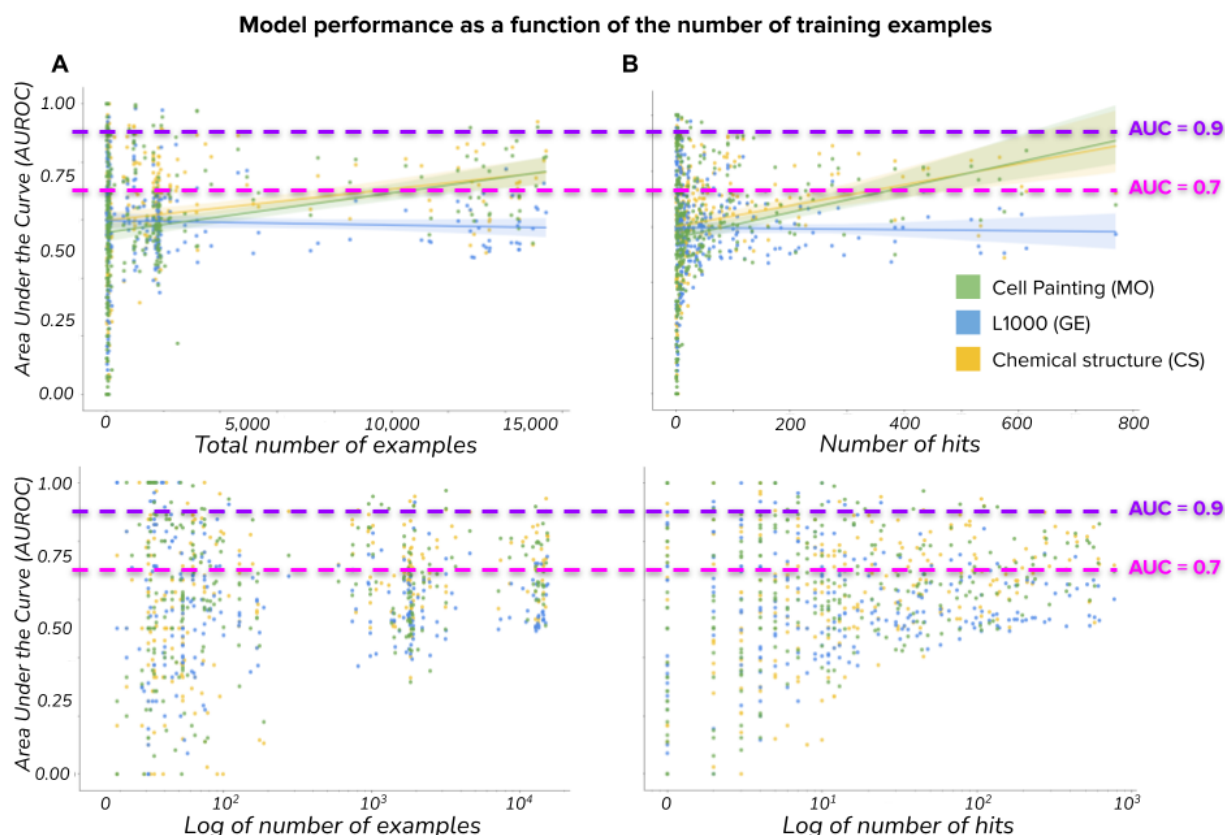 Model performance as a function of the number of training examples
A
B
Area Under the Curve (AUROC)
1.00
0.75
0.50
0.25
0.00
AUC = 0.9
AUC = 0.7
Cell Painting (MO)
L1000 (GE)
Chemical structure (CS)
0 5,000 10,000 15,000
Total number of examples
0 200 400 600 800
Number of hits
Area Under the Curve (AUROC)
1.00
0.75
0.50
0.25
0.00
AUC = 0.9
AUC = 0.7
0 10² 10³ 10⁴
Log of number of examples
0 10¹ 10² 10³
Log of number of hits